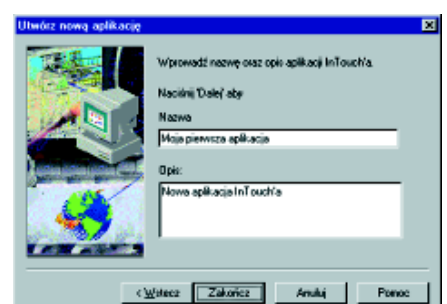 Utwórz nową aplikację
Wprowadź nazwę oraz opis aplikacji InTouch'a.
Naciśnij 'Dalej' aby
Nazwa
Moja pierwsza aplikacja
Opis:
Nowa aplikacja InTouch'a
< Wstecz Zakończ Anuluj Pomoc